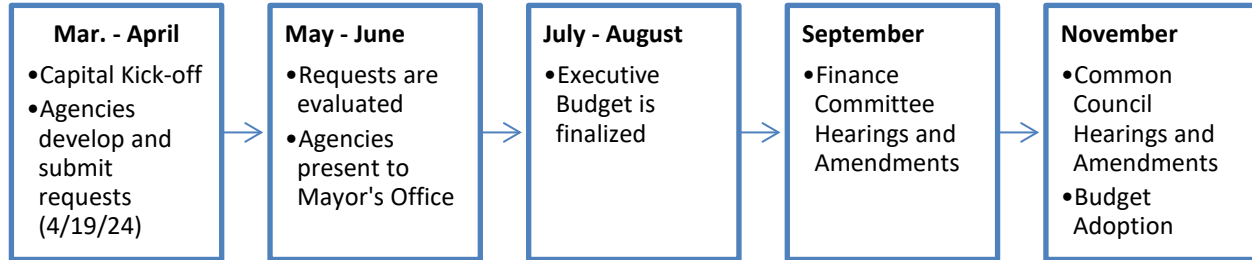 Mar. - April
•Capital Kick-off
•Agencies
develop and
submit
requests
(4/19/24)
May - June
•Requests are
evaluated
•Agencies
present to
Mayor's Office
July - August
•Executive
Budget is
finalized
September
•Finance
Committee
Hearings and
Amendments
November
•Common
Council
Hearings and
Amendments
•Budget
Adoption